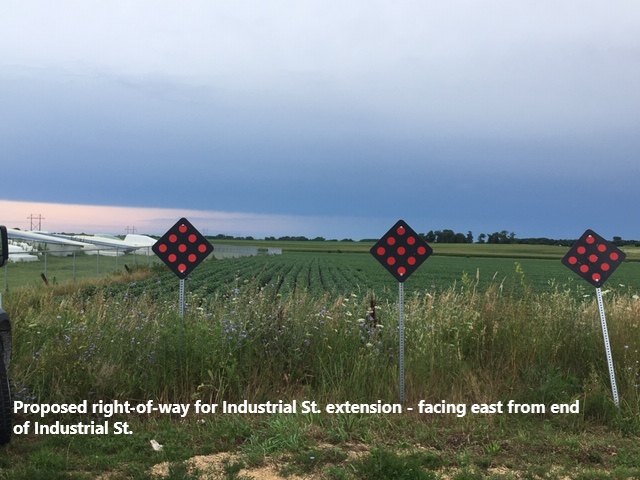 Proposed right-of-way for Industrial St. extension - facing east from end
of Industrial St.